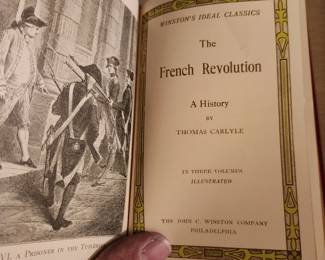 VI. A PRISONER IN THE
WINSTON'S IDEAL CLASSICS
The
French Revolution
A History
BY
THOMAS CARLYLE
IN THREE VOLUMES
ILLUSTRATED
THE JOHN C. WINSTON COMPANY
PHILADELPHIA